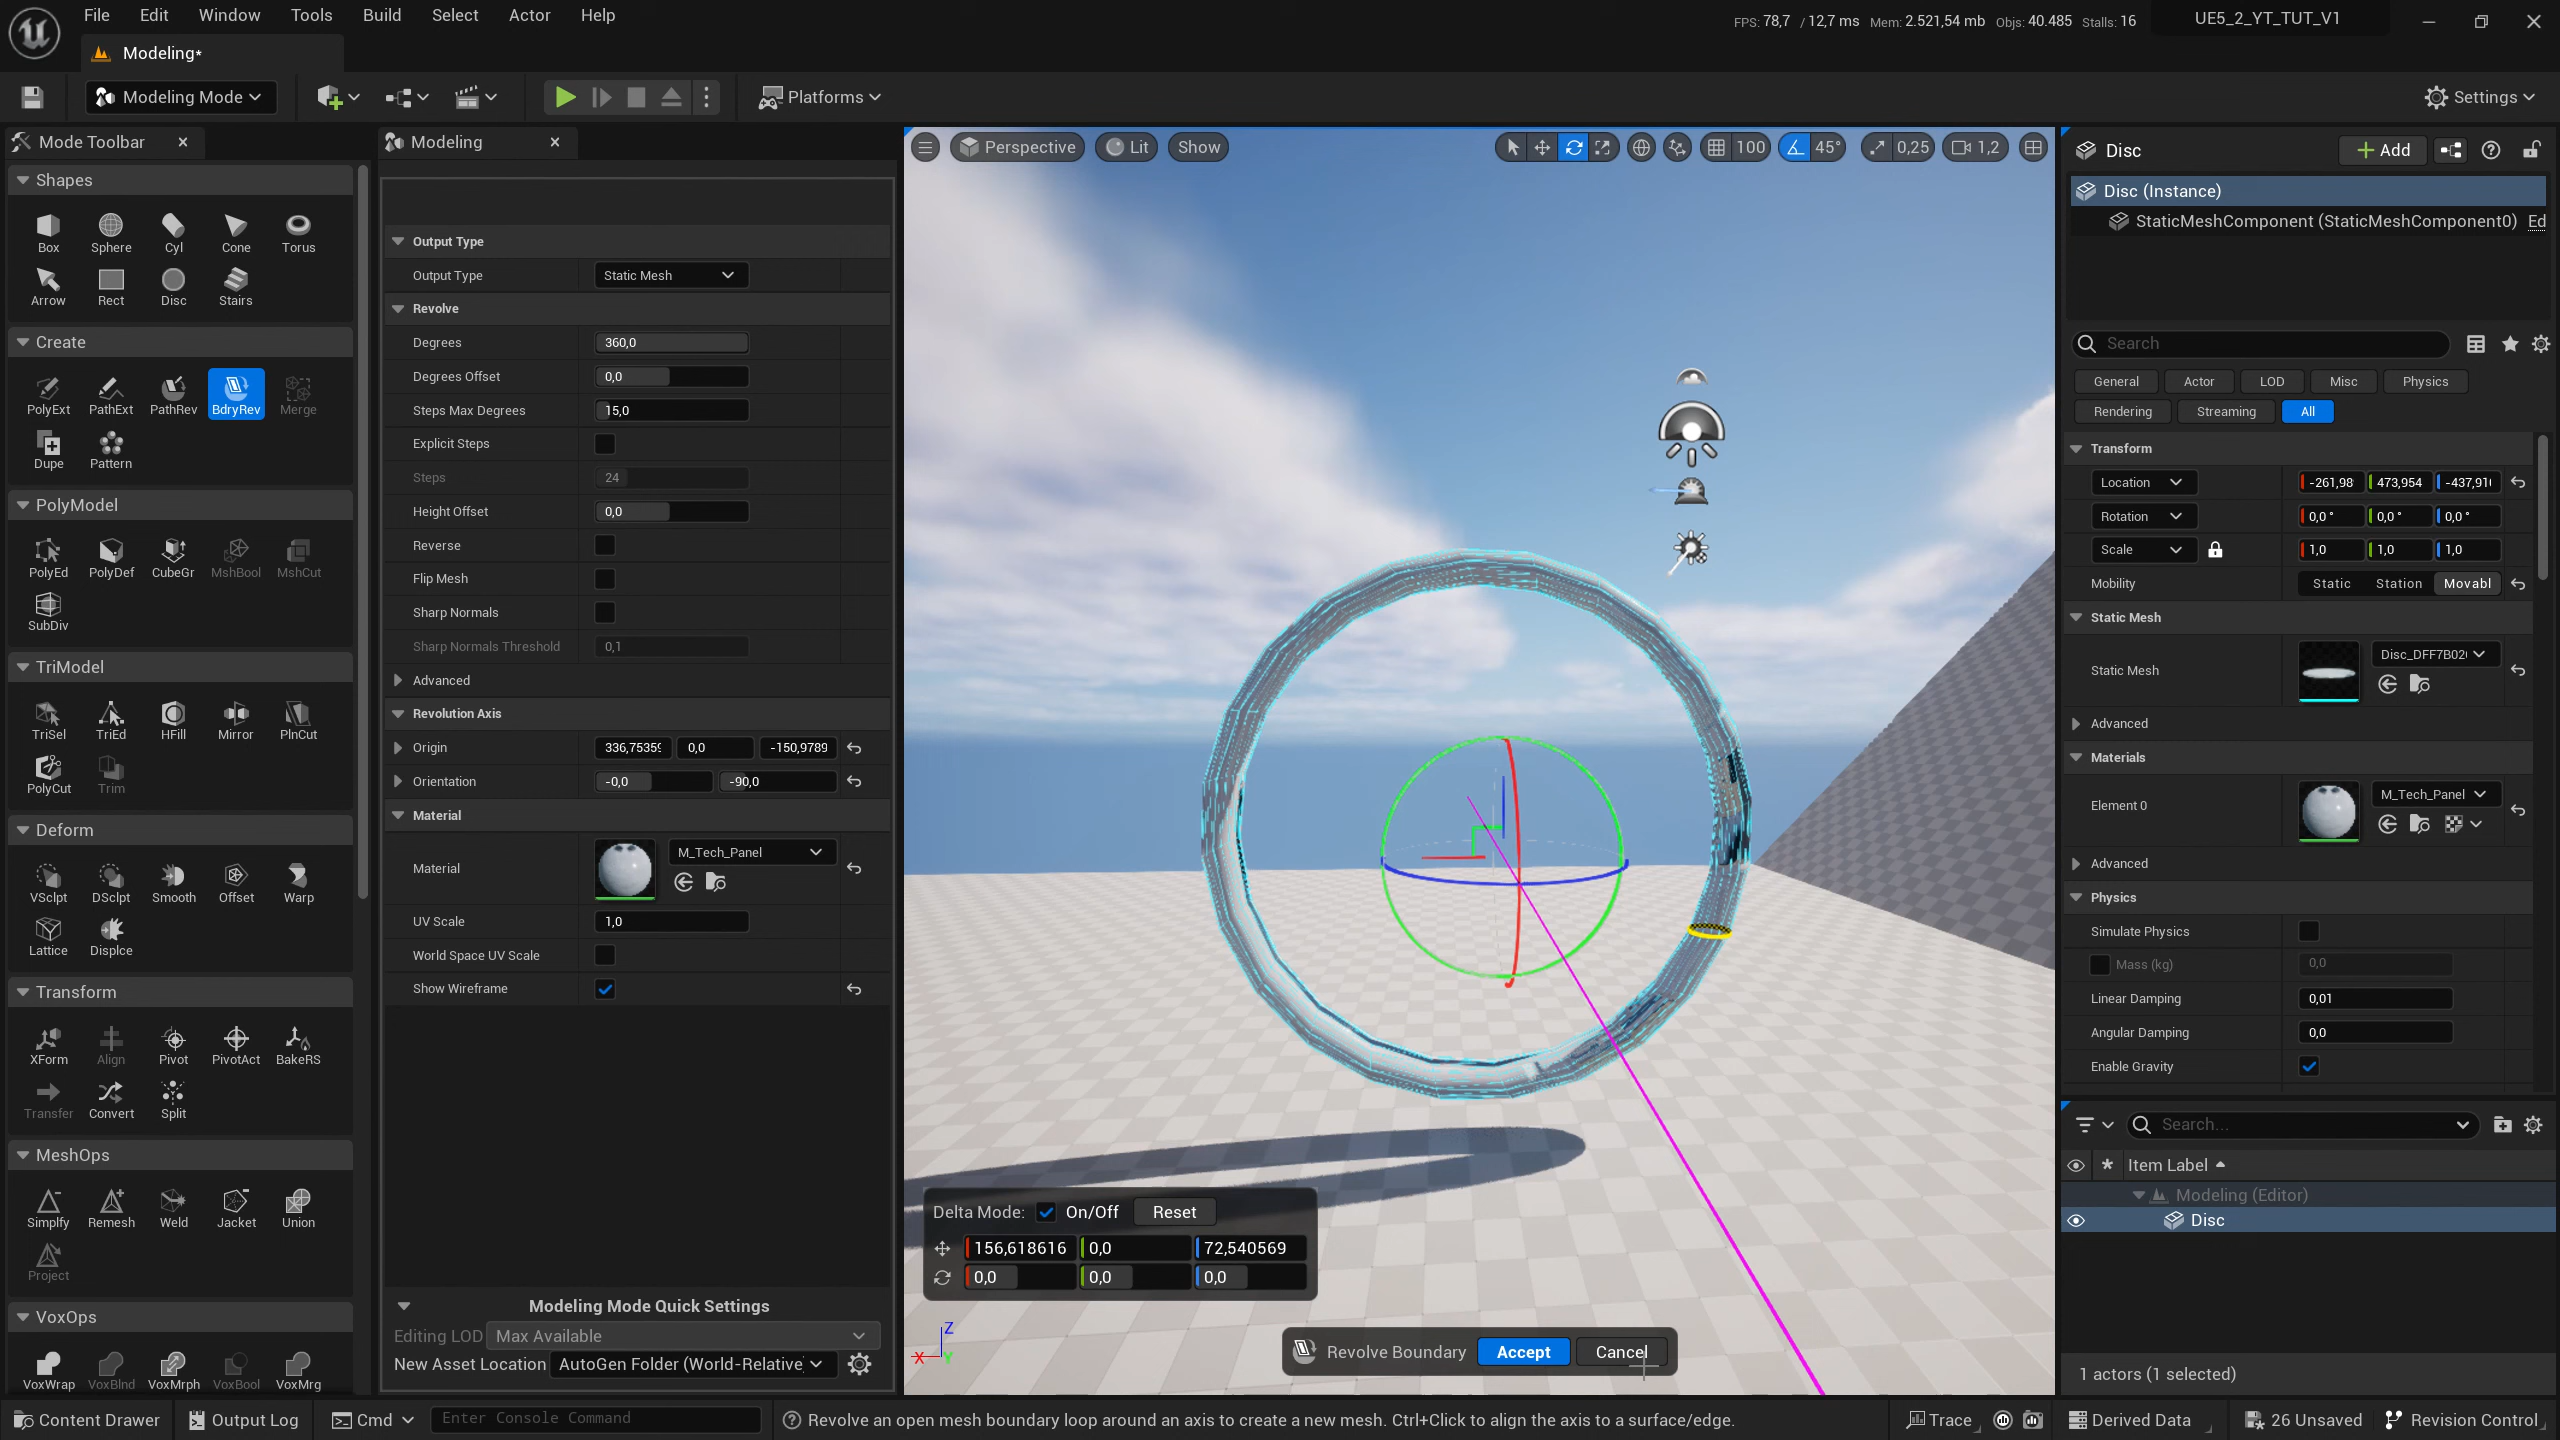 File Edit Window Tools Build Select Actor Help
FPS: 78,7 / 12,7 ms Mem: 2.521,54 mb Objs: 40.485 Stalls: 16
UE5_2_YT_TUT_V1
Modeling*
Modeling Mode
Platforms
Settings
Mode Toolbar
Shapes
Box Sphere Cyl Cone Torus
Arrow Rect Disc Stairs
Create
PolyExt PathExt PathRev BdryRev Merge
Dupe Pattern
PolyModel
PolyEd PolyDef CubeGr MshBool MshCut
SubDiv
TriModel
TriSel TriEd HFill Mirror PlnCut
PolyCut Trim
Deform
VSclpt DSclpt Smooth Offset Warp
Lattice Displce
Transform
XForm Align Pivot PivotAct BakeRS
Transfer Convert Split
MeshOps
Simplfy Remesh Weld Jacket Union
Project
VoxOps
VoxWrap VoxBlnd VoxMrph VoxBool VoxMrg
Modeling
Output Type
Output Type Static Mesh
Revolve
Degrees 360,0
Degrees Offset 0,0
Steps Max Degrees 15,0
Explicit Steps
Steps 24
Height Offset 0,0
Reverse
Flip Mesh
Sharp Normals
Sharp Normals Threshold 0,1
Advanced
Revolution Axis
Origin 336,75359 0,0 -150,9789
Orientation -0,0 -90,0
Material
Material M_Tech_Panel
UV Scale 1,0
World Space UV Scale
Show Wireframe
Modeling Mode Quick Settings
Editing LOD Max Available
New Asset Location AutoGen Folder (World-Relative)
Perspective Lit Show
100 45° 0,25 1,2
Delta Mode: On/Off Reset
156,618616 0,0 72,540569
0,0 0,0 0,0
Z
X Y
Revolve Boundary Accept Cancel
Disc
Add
Disc (Instance)
StaticMeshComponent (StaticMeshComponent0) Ed
Search
General Actor LOD Misc Physics
Rendering Streaming All
Transform
Location -261,98 473,954 -437,91
Rotation 0,0 ° 0,0 ° 0,0 °
Scale 1,0 1,0 1,0
Mobility Static Station Movabl
Static Mesh
Static Mesh Disc_DFF7B02
Advanced
Materials
Element 0 M_Tech_Panel
Advanced
Physics
Simulate Physics
Mass (kg) 0,0
Linear Damping 0,01
Angular Damping 0,0
Enable Gravity
Search...
Item Label
Modeling (Editor)
Disc
1 actors (1 selected)
Content Drawer Output Log Cmd Enter Console Command
Revolve an open mesh boundary loop around an axis to create a new mesh. Ctrl+Click to align the axis to a surface/edge.
Trace Derived Data 26 Unsaved Revision Control